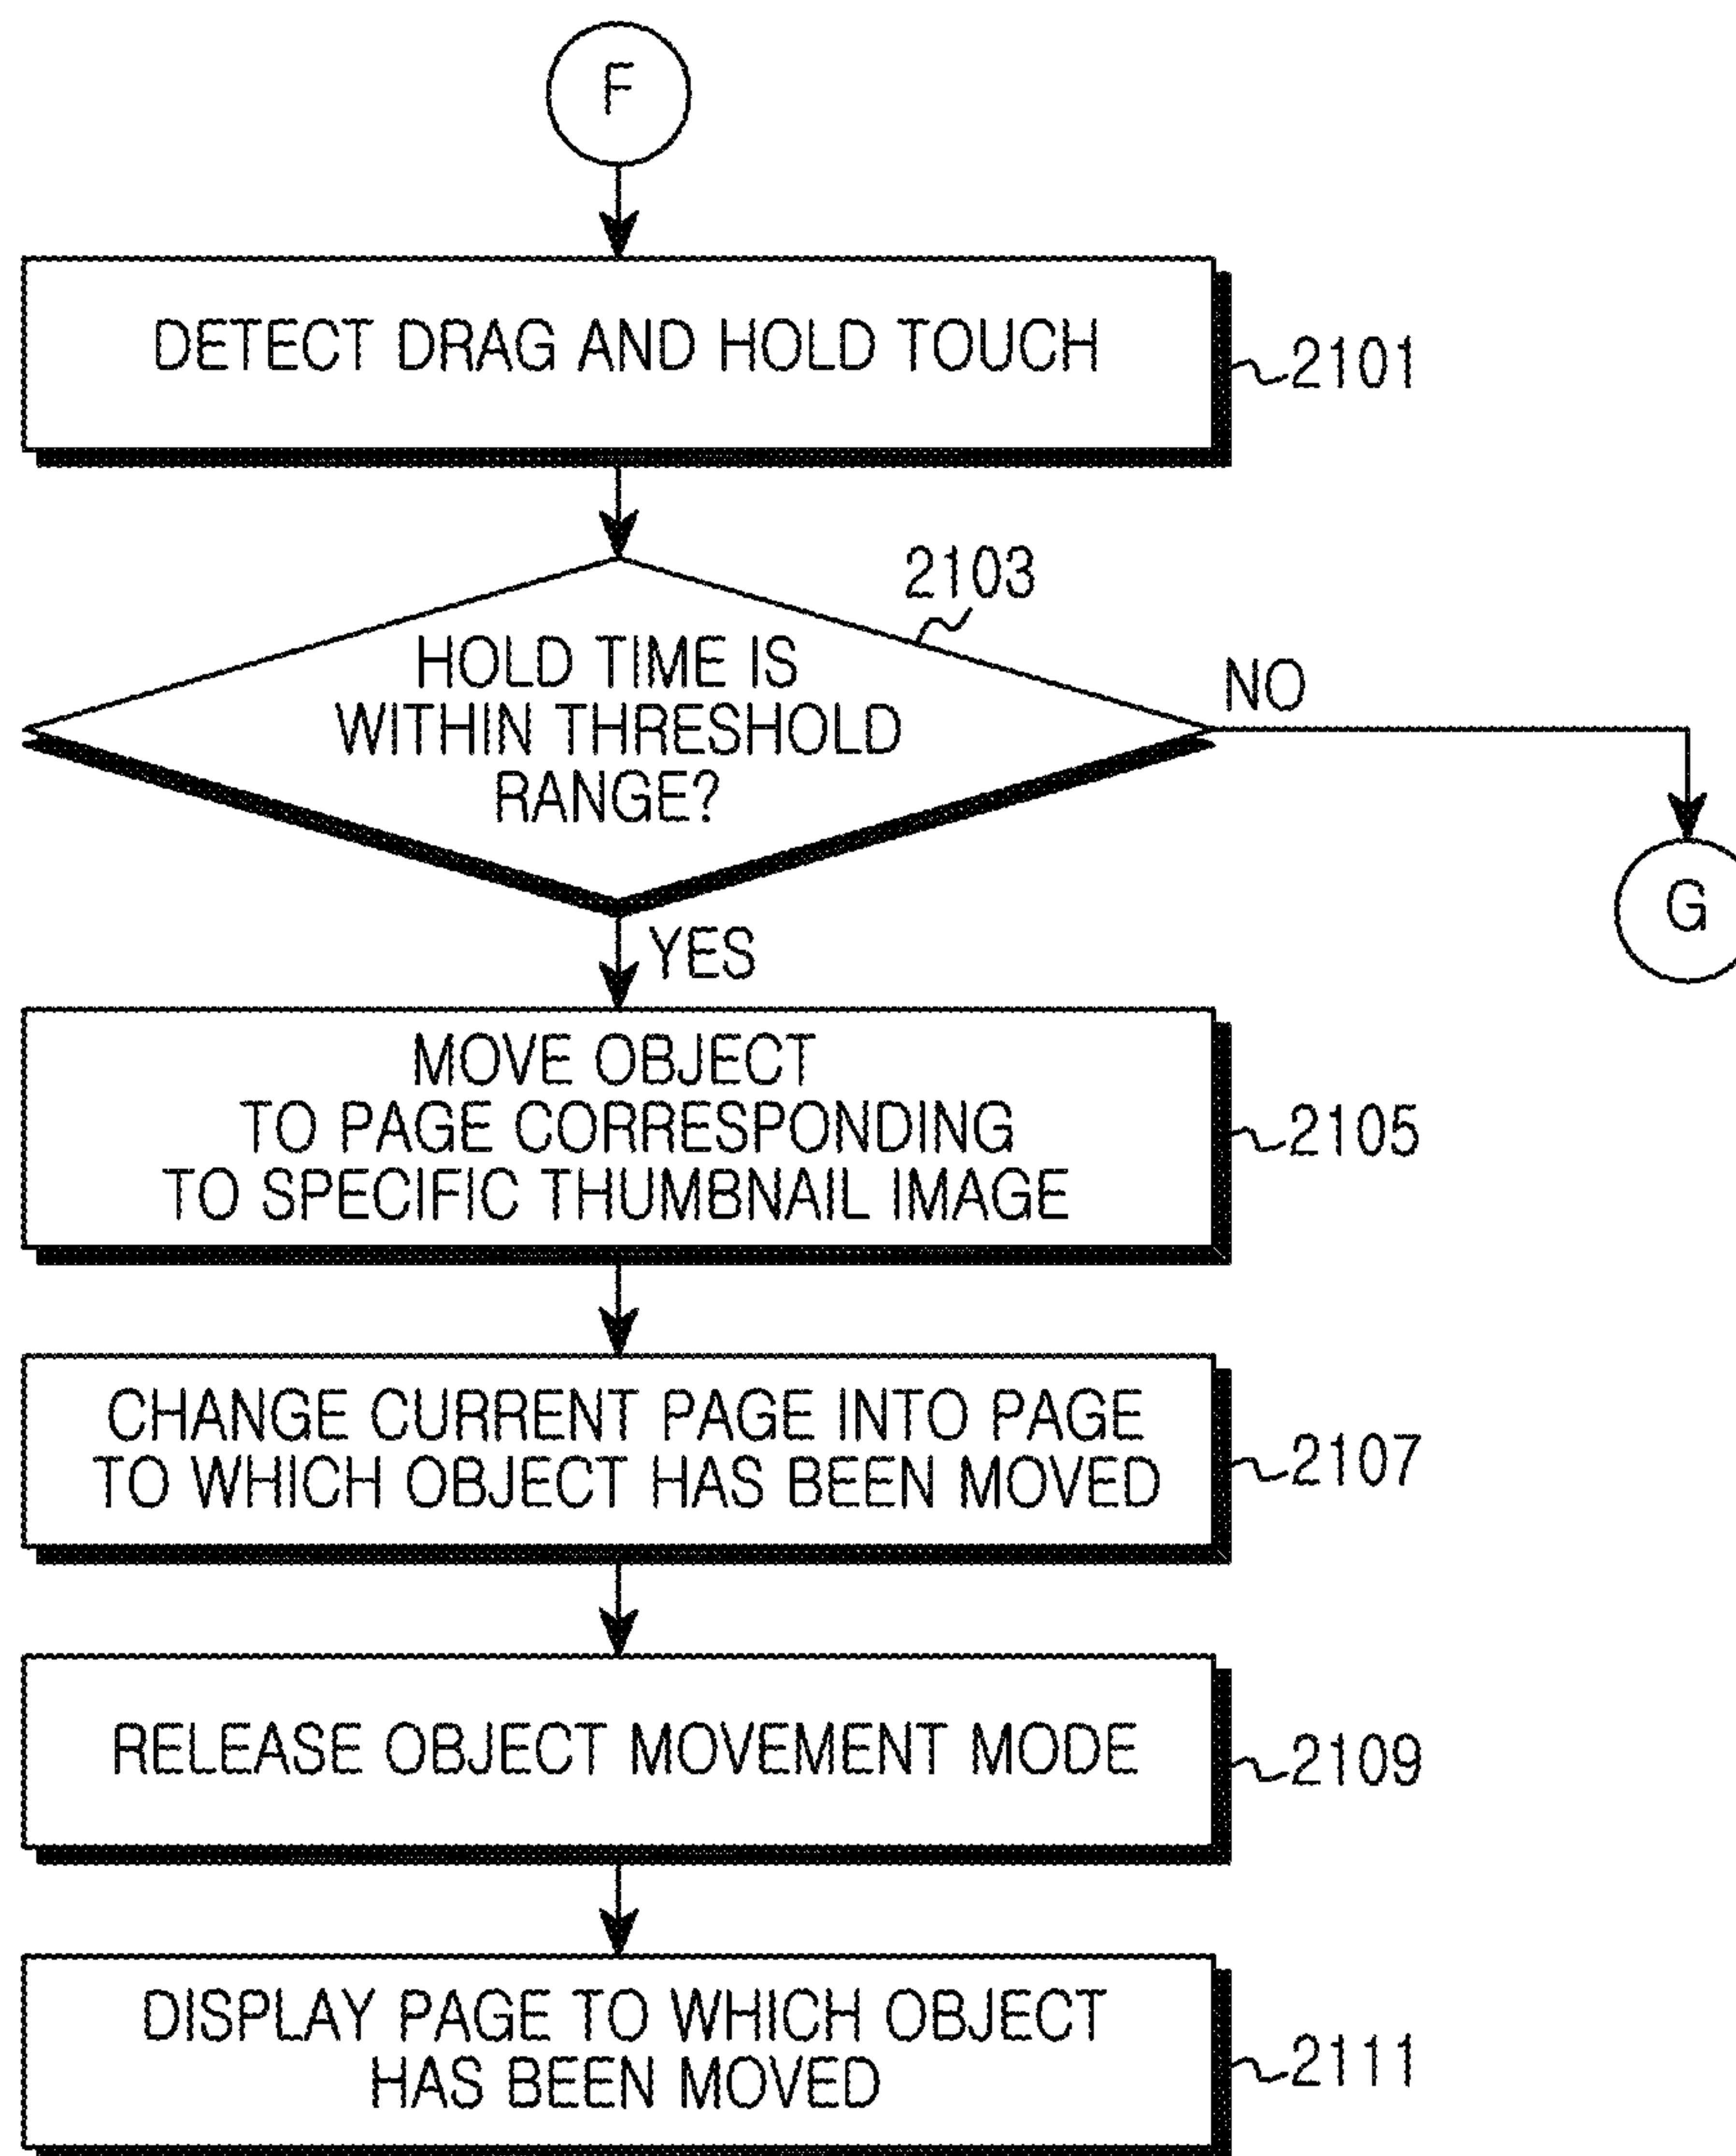 F
DETECT DRAG AND HOLD TOUCH
2101
2103
HOLD TIME IS
WITHIN THRESHOLD
RANGE?
NO
G
YES
MOVE OBJECT
TO PAGE CORRESPONDING
TO SPECIFIC THUMBNAIL IMAGE
2105
CHANGE CURRENT PAGE INTO PAGE
TO WHICH OBJECT HAS BEEN MOVED
2107
RELEASE OBJECT MOVEMENT MODE
2109
DISPLAY PAGE TO WHICH OBJECT
HAS BEEN MOVED
2111